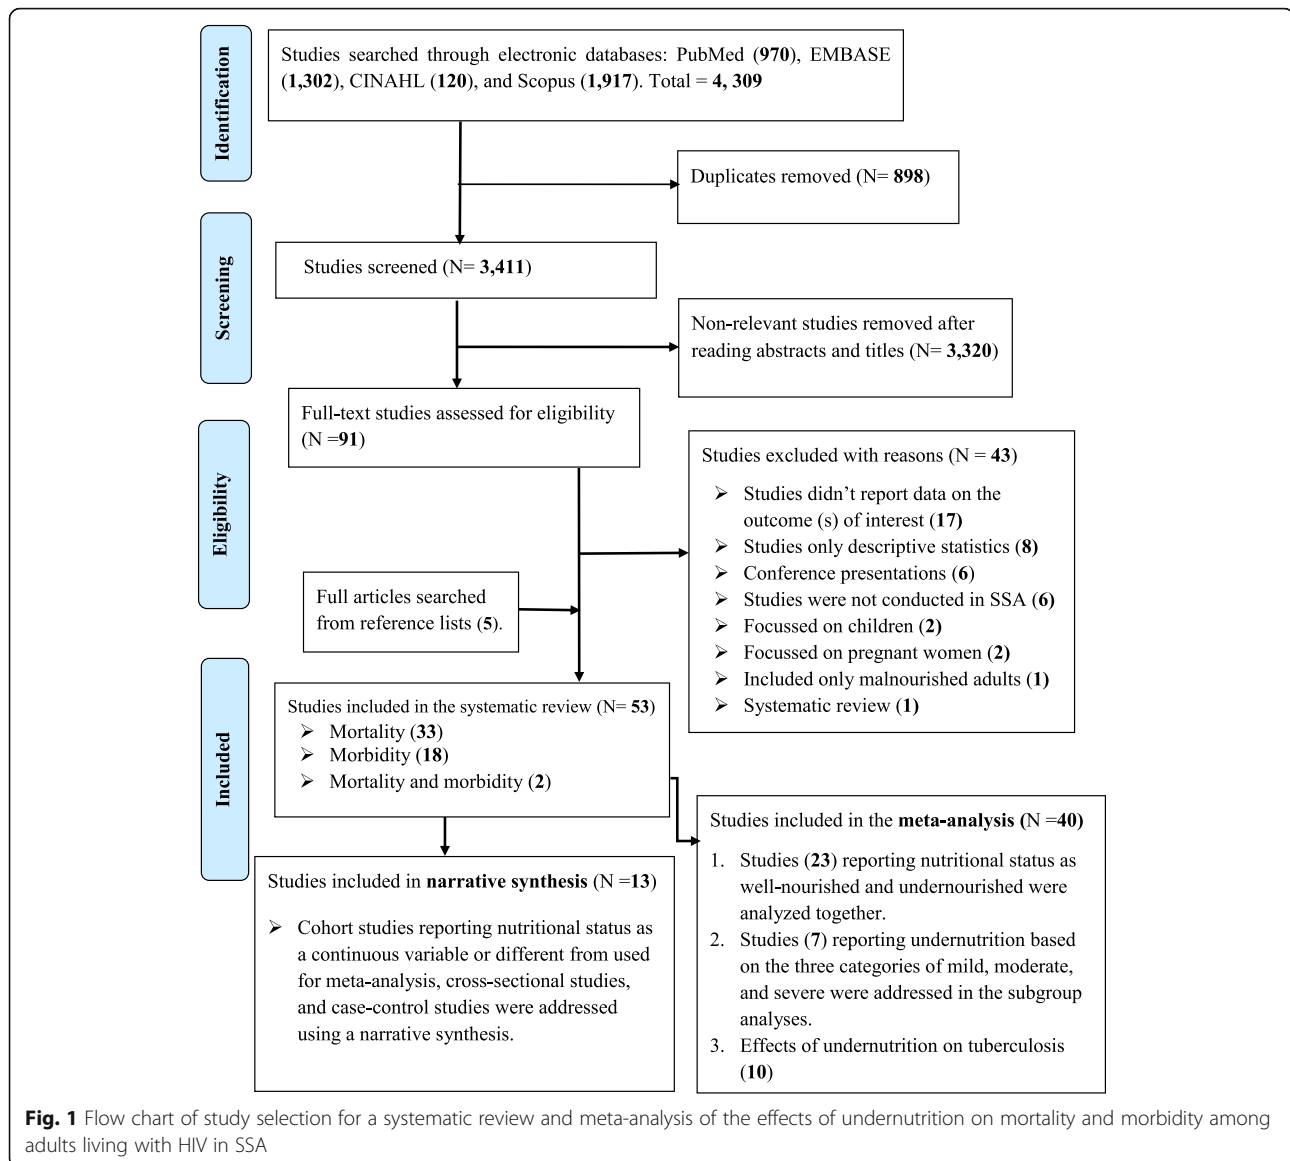 Identification
Studies searched through electronic databases: PubMed (970), EMBASE
(1,302), CINAHL (120), and Scopus (1,917). Total = 4, 309
Duplicates removed (N= 898)
Screening
Studies screened (N= 3,411)
Non-relevant studies removed after
reading abstracts and titles (N= 3,320)
Eligibility
Full-text studies assessed for eligibility
(N =91)
Studies excluded with reasons (N = 43)
➢ Studies didn't report data on the
outcome (s) of interest (17)
➢ Studies only descriptive statistics (8)
➢ Conference presentations (6)
➢ Studies were not conducted in SSA (6)
➢ Focussed on children (2)
➢ Focussed on pregnant women (2)
➢ Included only malnourished adults (1)
➢ Systematic review (1)
Full articles searched
from reference lists (5).
Included
Studies included in the systematic review (N= 53)
➢ Mortality (33)
➢ Morbidity (18)
➢ Mortality and morbidity (2)
Studies included in narrative synthesis (N =13)
➢ Cohort studies reporting nutritional status as
a continuous variable or different from used
for meta-analysis, cross-sectional studies,
and case-control studies were addressed
using a narrative synthesis.
Studies included in the meta-analysis (N =40)
1. Studies (23) reporting nutritional status as
well-nourished and undernourished were
analyzed together.
2. Studies (7) reporting undernutrition based
on the three categories of mild, moderate,
and severe were addressed in the subgroup
analyses.
3. Effects of undernutrition on tuberculosis
(10)
Fig. 1 Flow chart of study selection for a systematic review and meta-analysis of the effects of undernutrition on mortality and morbidity among
adults living with HIV in SSA